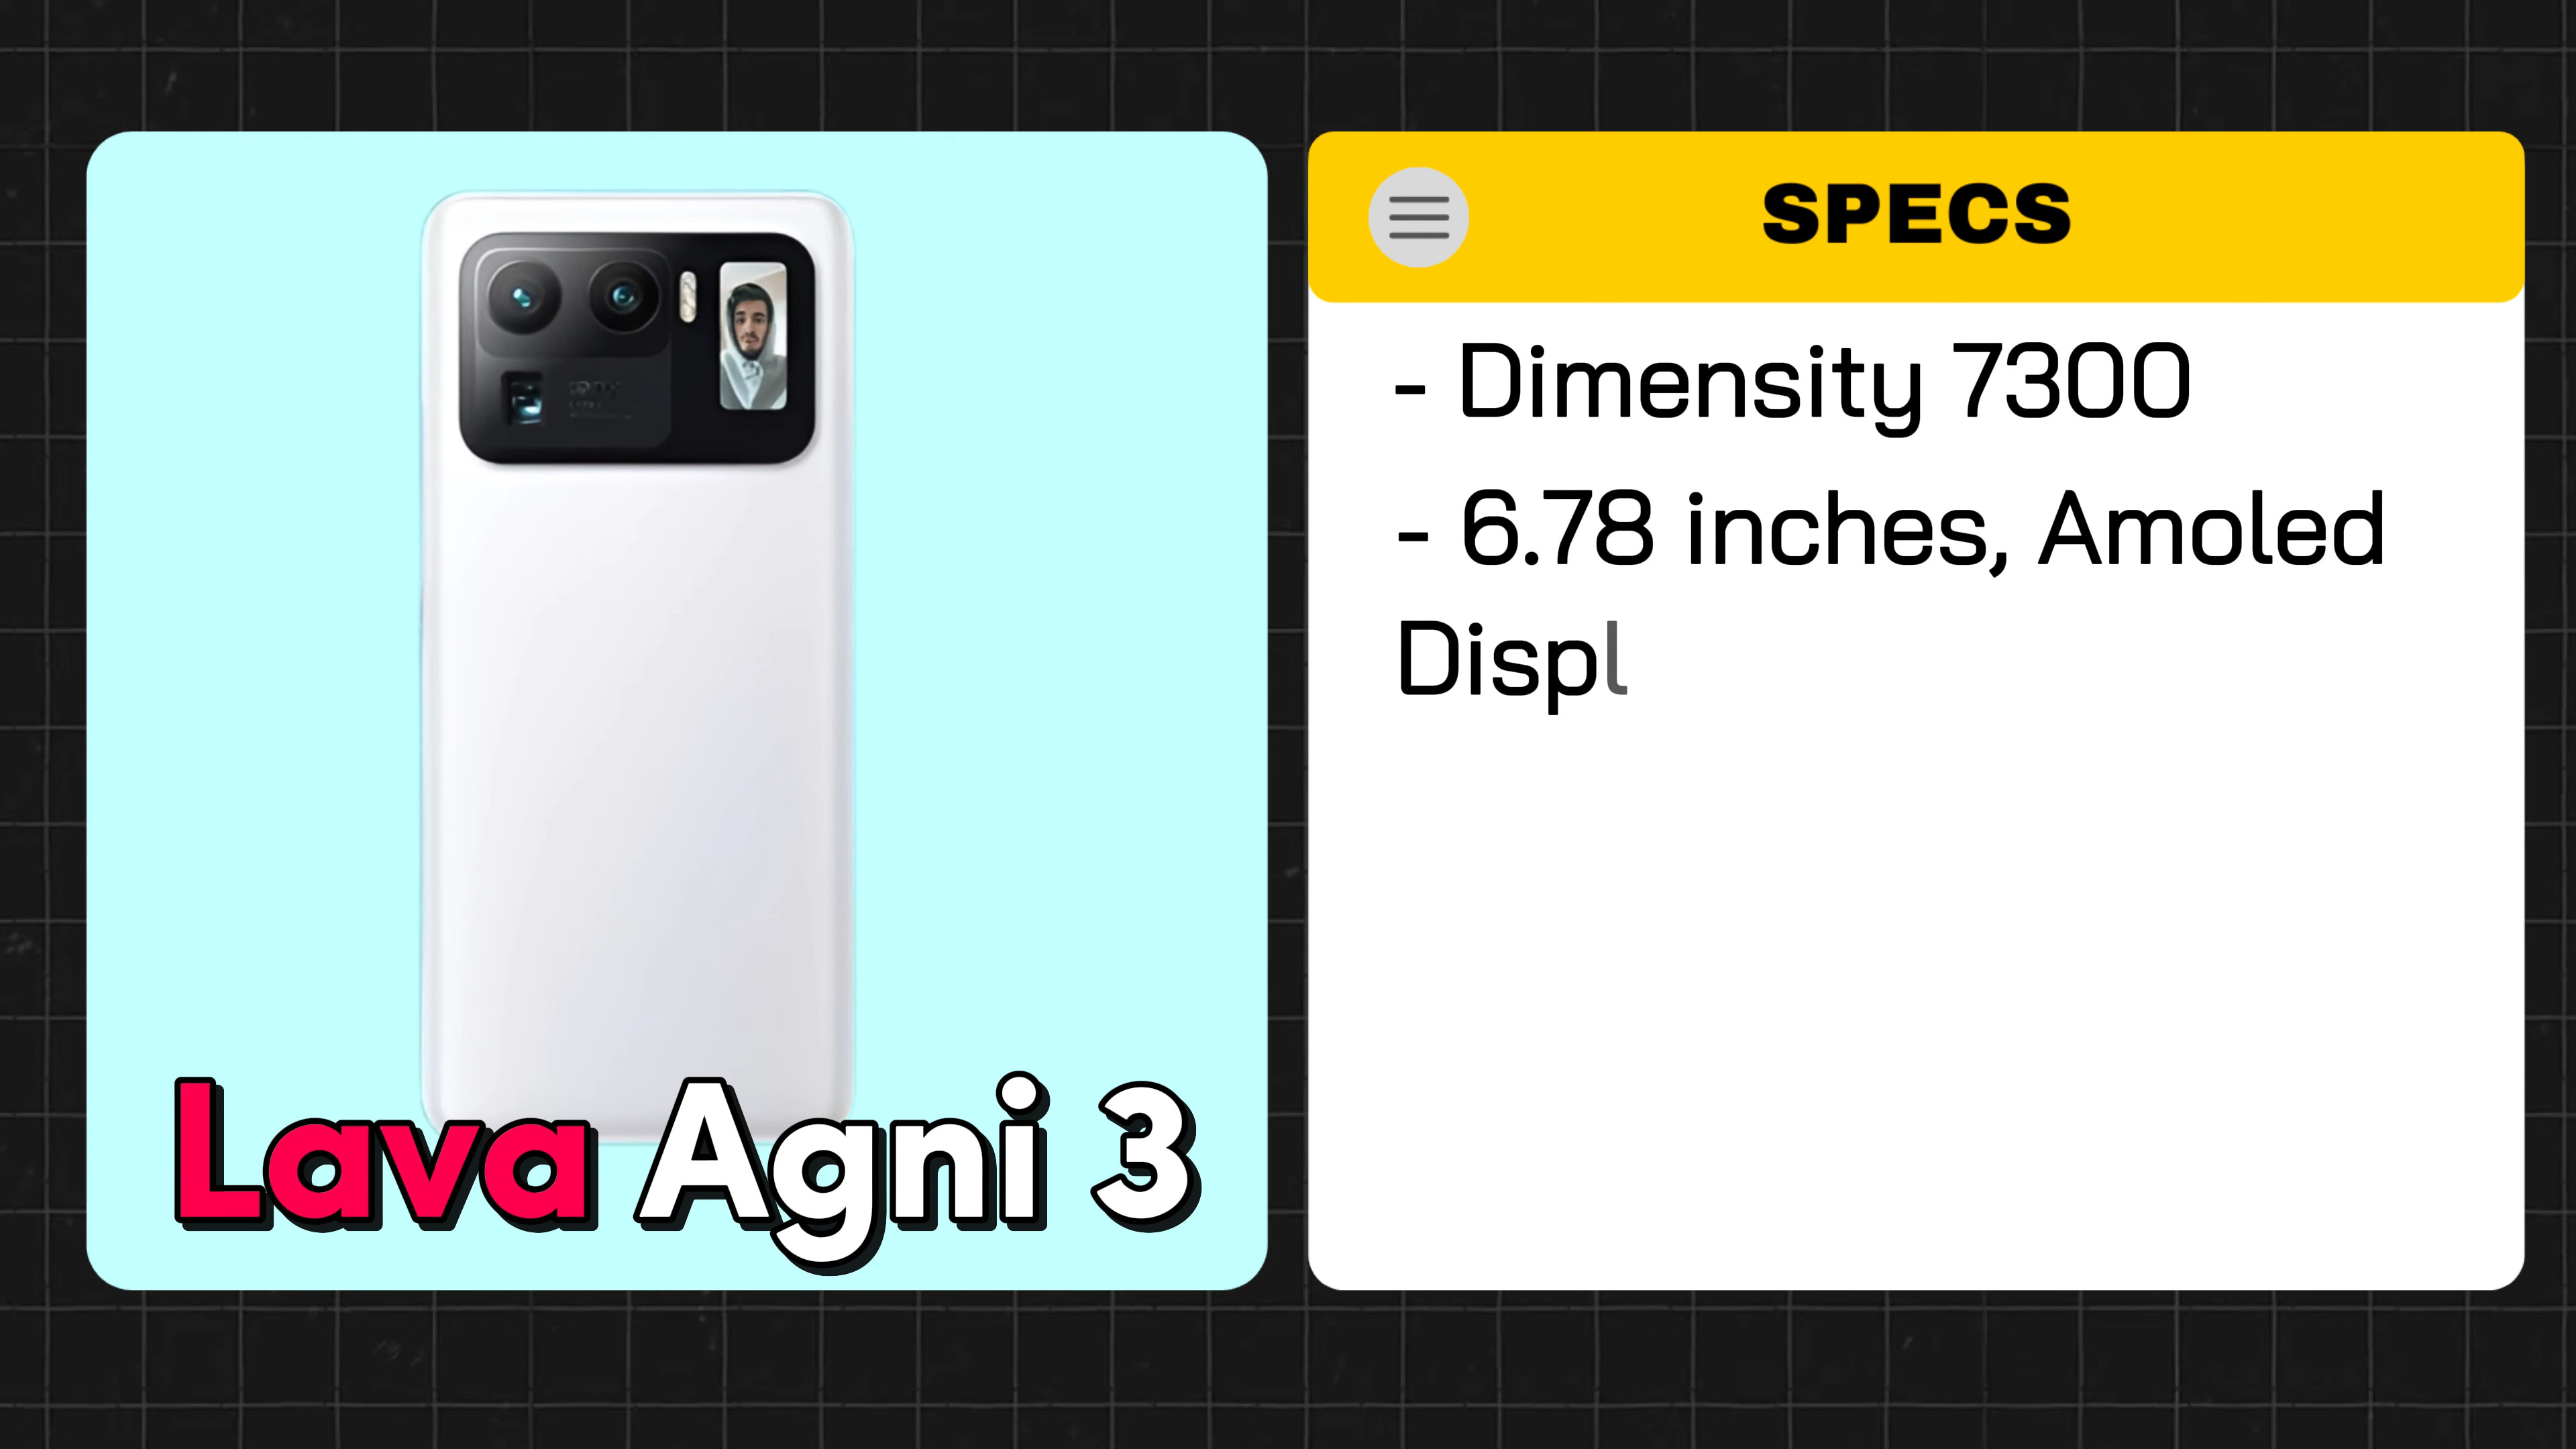 SPECS
- Dimensity 7300
- 6.78 inches, Amoled
Displ
Lava Agni 3